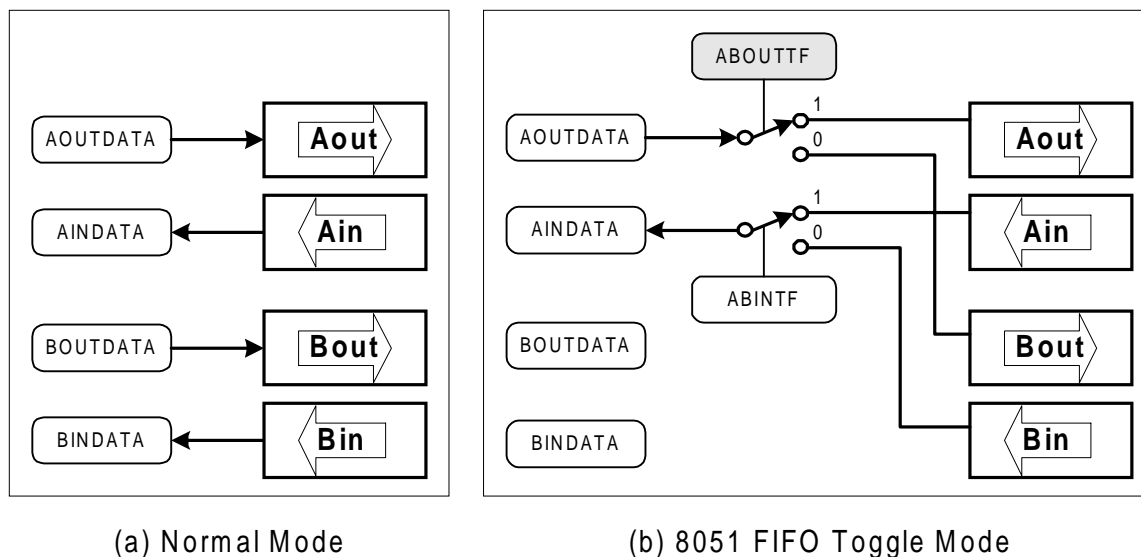 AOUTDATA
Aout
AINDATA
Ain
BOUTDATA
Bout
BINDATA
Bin
(a) Normal Mode
ABOUTTF
AOUTDATA
1
0
Aout
AINDATA
1
0
Ain
ABINTF
BOUTDATA
Bout
BINDATA
Bin
(b) 8051 FIFO Toggle Mode